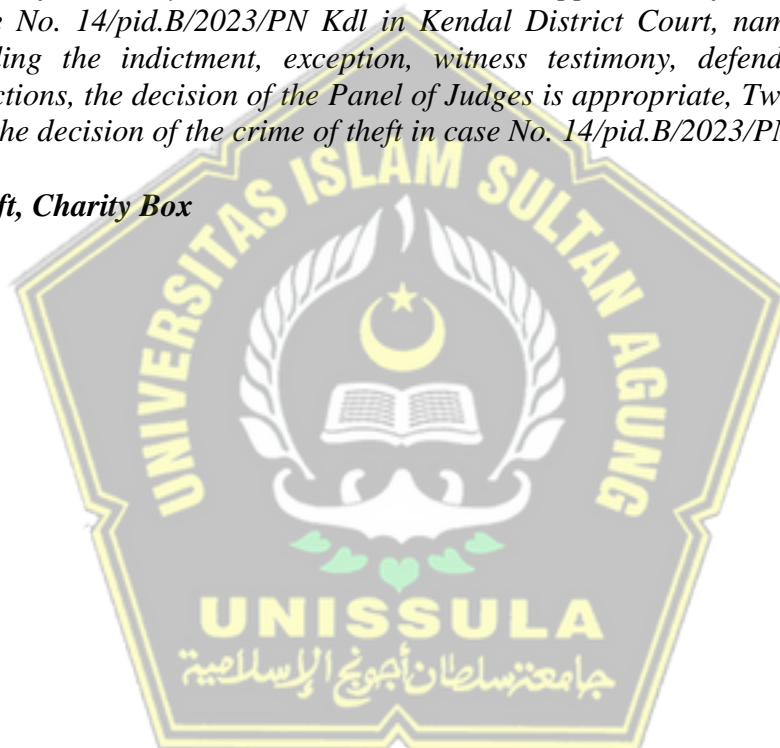 e No. 14/pid.B/2023/PN Kdl in Kendal District Court, nam
ding the indictment, exception, witness testimony, defend
ctions, the decision of the Panel of Judges is appropriate, Tw
he decision of the crime of theft in case No. 14/pid.B/2023/PN
ft, Charity Box
UNIVERSITAS ISLAM SULTAN AGUNG
UNISSULA
جامعتسلطان أجونج الإسلامية